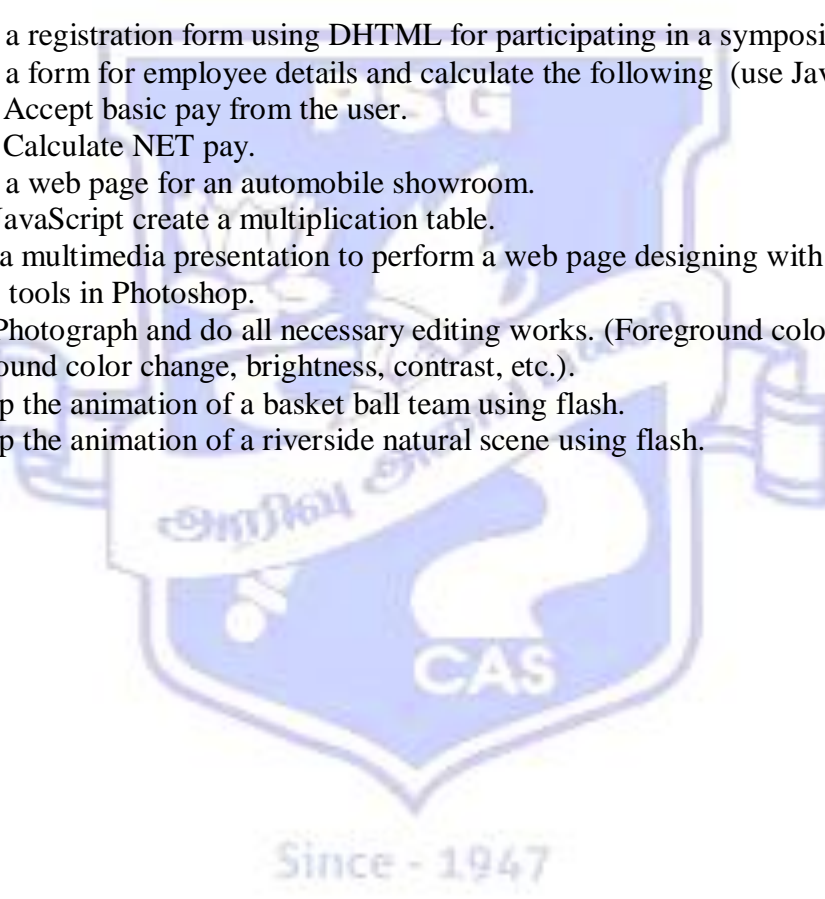 a registration form using DHTML for participating in a symposi
a form for employee details and calculate the following (use Jav
Accept basic pay from the user.
Calculate NET pay.
a web page for an automobile showroom.
JavaScript create a multiplication table.
a multimedia presentation to perform a web page designing with
tools in Photoshop.
Photograph and do all necessary editing works. (Foreground colo
ound color change, brightness, contrast, etc.).
p the animation of a basket ball team using flash.
p the animation of a riverside natural scene using flash.
PSG
அறிவு
CAS
Since - 1947